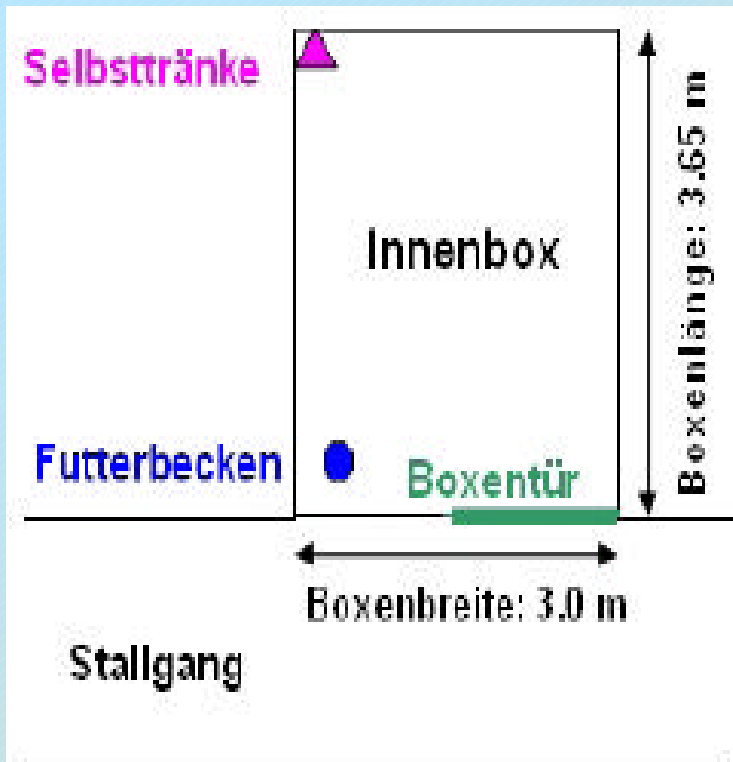 Selbsttränke
Innenbox
Boxenlänge: 3.65 m
Futterbecken
Boxentür
Boxenbreite: 3.0 m
Stallgang